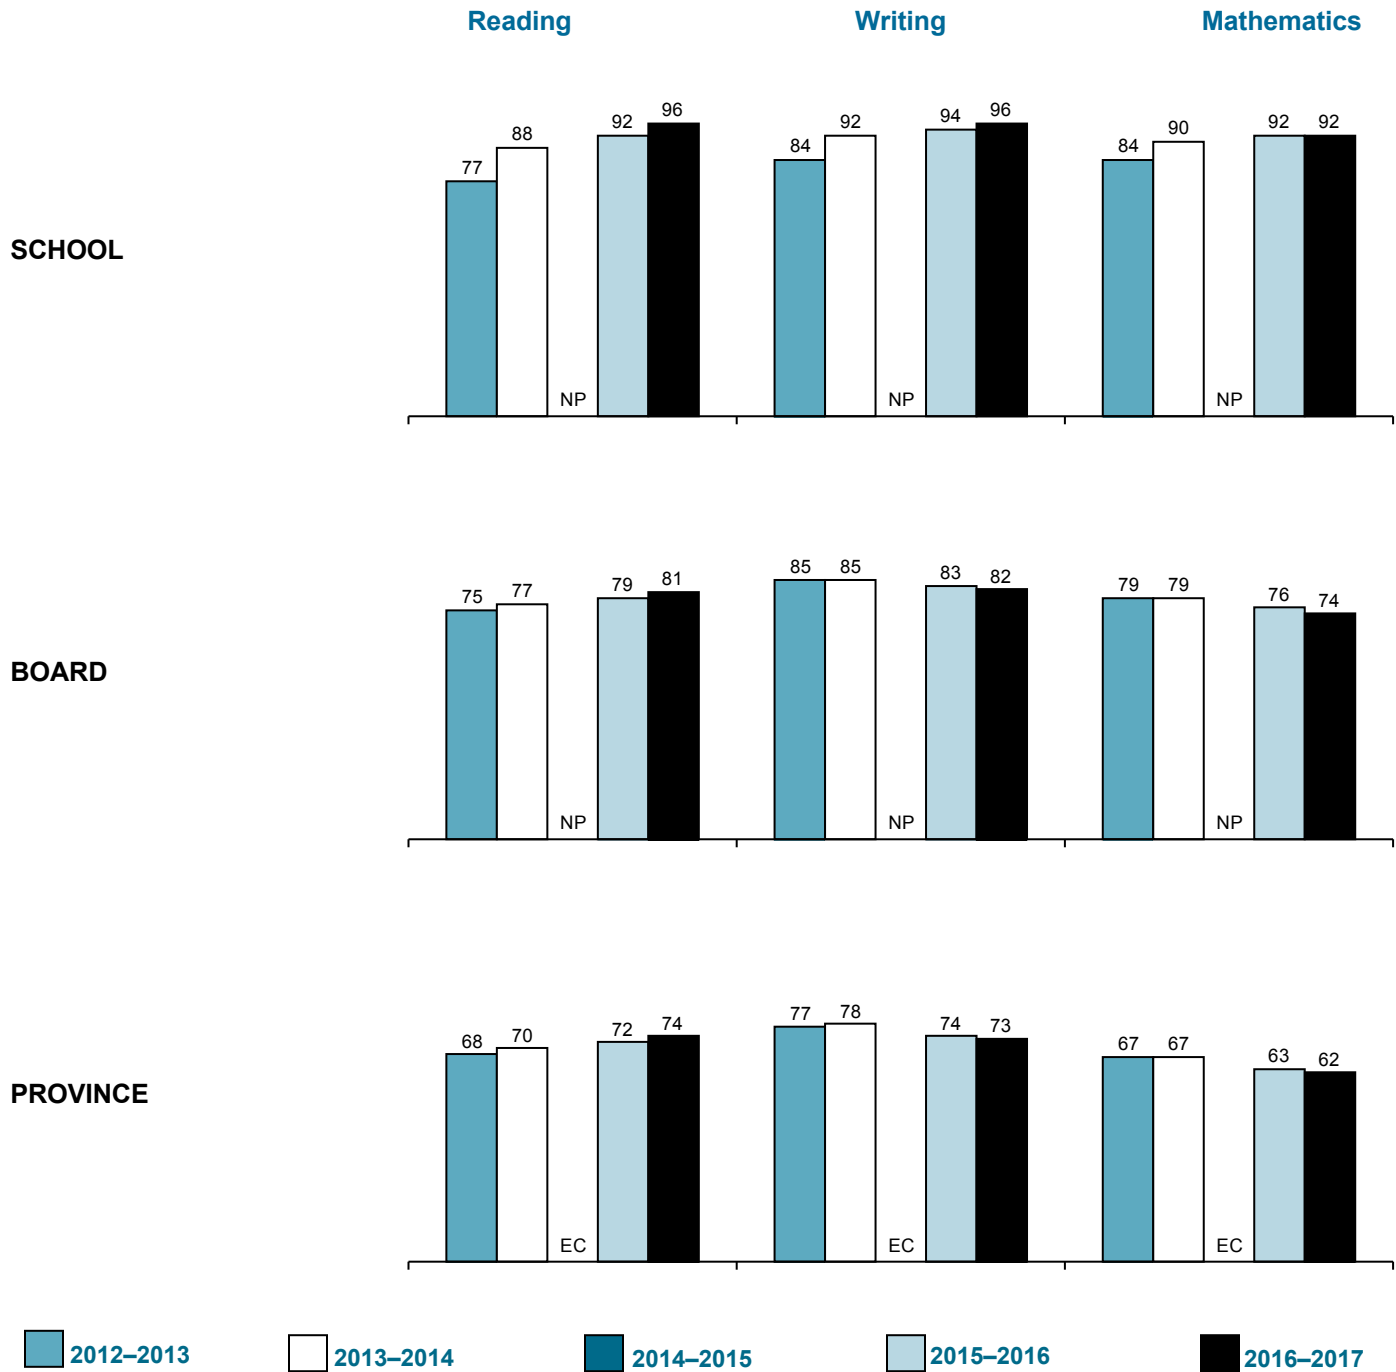 Reading Writing Mathematics
77 88 NP 92 96 84 92 NP 94 96 84 90 NP 92 92
SCHOOL
75 77 NP 79 81 85 85 NP 83 82 79 79 NP 76 74
BOARD
68 70 EC 72 74 77 78 EC 74 73 67 67 EC 63 62
PROVINCE
2012–2013 2013–2014 2014–2015 2015–2016 2016–2017